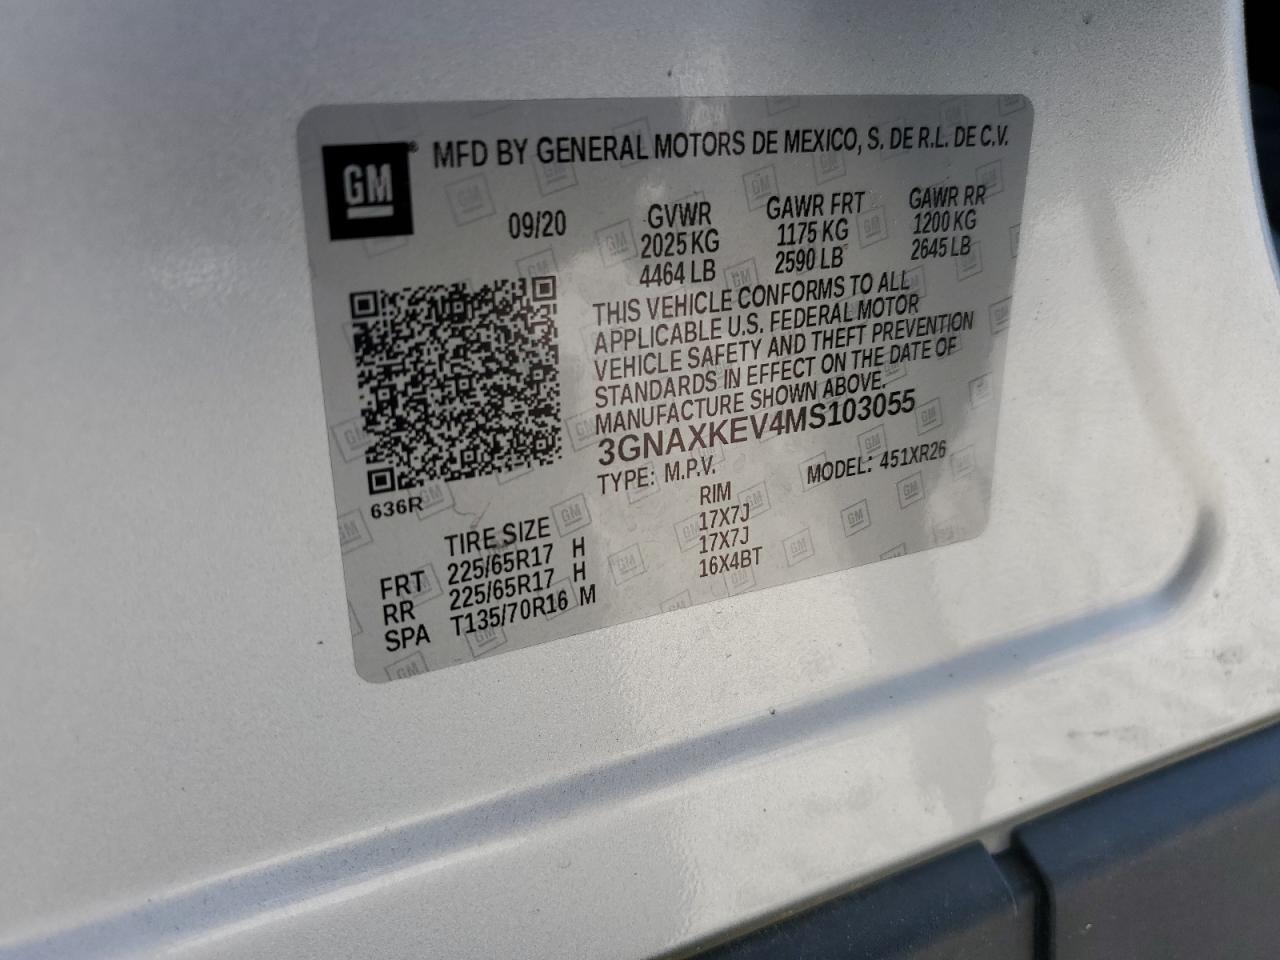 GM® MFD BY GENERAL MOTORS DE MEXICO, S. DE R.L. DE C.V.
09/20 GVWR GAWR FRT GAWR RR
2025 KG 1175 KG 1200 KG
4464 LB 2590 LB 2645 LB
THIS VEHICLE CONFORMS TO ALL
APPLICABLE U.S. FEDERAL MOTOR
VEHICLE SAFETY AND THEFT PREVENTION
STANDARDS IN EFFECT ON THE DATE OF
MANUFACTURE SHOWN ABOVE.
3GNAXKEV4MS103055
TYPE: M.P.V. MODEL: 451XR26
636R
TIRE SIZE RIM
FRT 225/65R17 H 17X7J
RR 225/65R17 H 17X7J
SPA T135/70R16 M 16X4BT